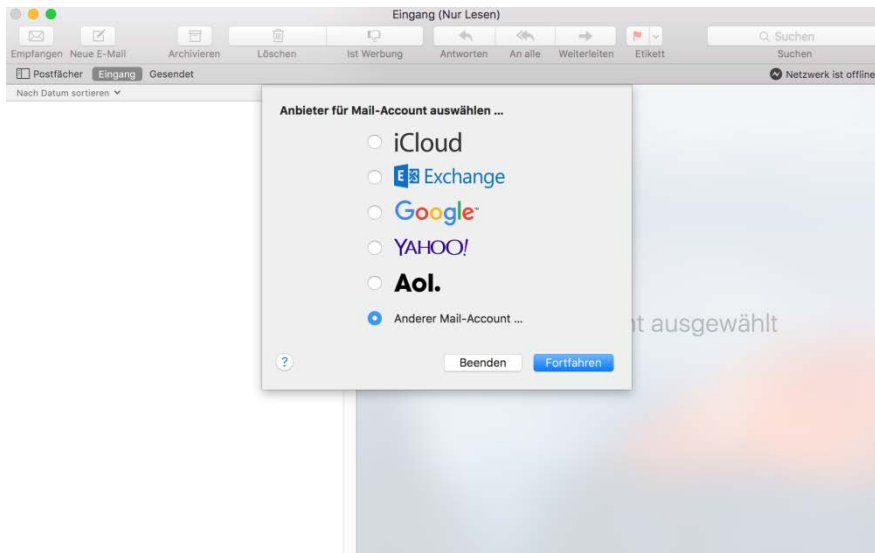 Eingang (Nur Lesen)
Empfangen Neue E-Mail Archivieren Löschen Ist Werbung Antworten An alle Weiterleiten Etikett Suchen
Suchen
Postfächer Eingang Gesendet Netzwerk ist offline
Nach Datum sortieren
Anbieter für Mail-Account auswählen ...
iCloud
E Exchange
Google
YAHOO!
Aol.
Anderer Mail-Account ...
ausgewählt
? Beenden Fortfahren